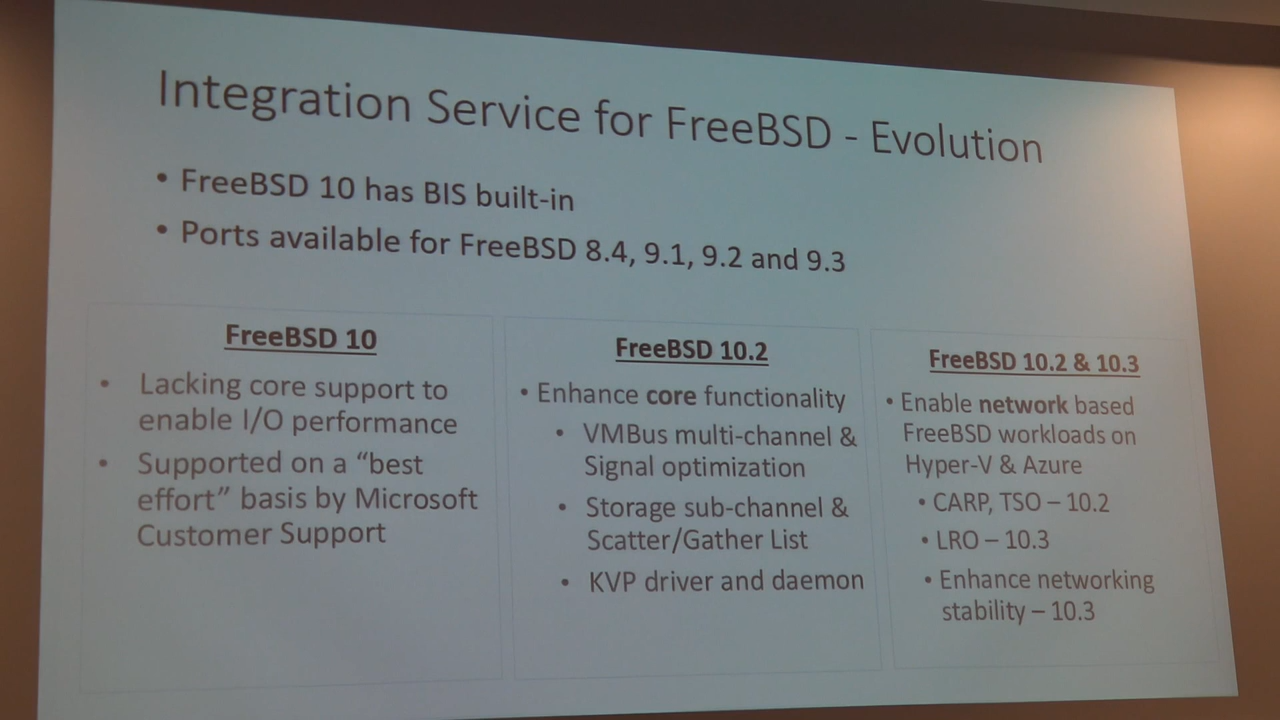 Integration Service for FreeBSD - Evolution
• FreeBSD 10 has BIS built-in
• Ports available for FreeBSD 8.4, 9.1, 9.2 and 9.3
FreeBSD 10
• Lacking core support to
enable I/O performance
• Supported on a “best
effort” basis by Microsoft
Customer Support
FreeBSD 10.2
• Enhance core functionality
• VMBus multi-channel &
Signal optimization
• Storage sub-channel &
Scatter/Gather List
• KVP driver and daemon
FreeBSD 10.2 & 10.3
• Enable network based
FreeBSD workloads on
Hyper-V & Azure
• CARP, TSO – 10.2
• LRO – 10.3
• Enhance networking
stability – 10.3